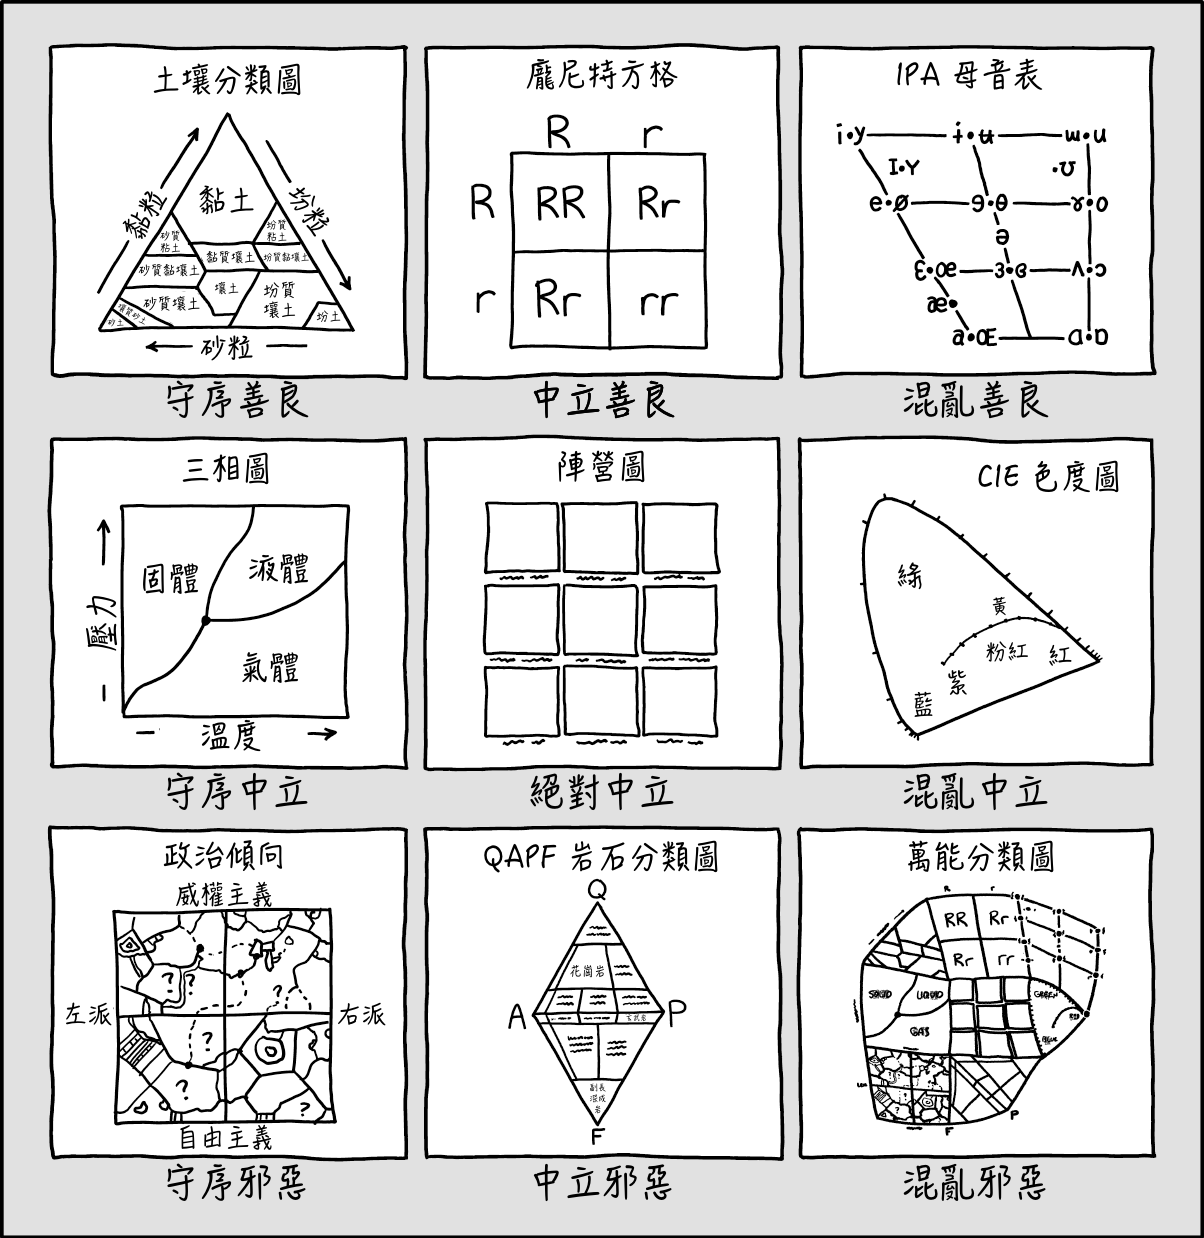 土壤分類圖
黏粒
坋粒
黏土
砂質
粘土
坋質
粘土
黏質壤土
坋質黏壤土
砂質黏壤土
砂質壤土
壤土
坋質
壤土
壤質砂土
砂土
坋土
砂粒
守序善良
龐尼特方格
R r
R RR Rr
r Rr rr
中立善良
IPA 母音表
i•y ɨ•ʉ ɯ•u
ɪ•ʏ •ʊ
e•ø ɘ•ɵ ɤ•o
ə
ɛ•œ ɜ•ɞ ʌ•ɔ
æ•
a•Œ ɑ•ɒ
混亂善良
三相圖
壓力
固體
液體
氣體
溫度
守序中立
陣營圖
絕對中立
CIE 色度圖
綠
黃
粉紅
紅
紫
藍
混亂中立
政治傾向
威權主義
左派
右派
? ?
?
?
?
?
自由主義
守序邪惡
QAPF 岩石分類圖
Q
花崗岩
A
P
玄武岩
副長
混成
岩
F
中立邪惡
萬能分類圖
R r
RR Rr
Rr rr
SOLID LIQUID
GAS
GREEN
RED
BLUE
P
F
混亂邪惡